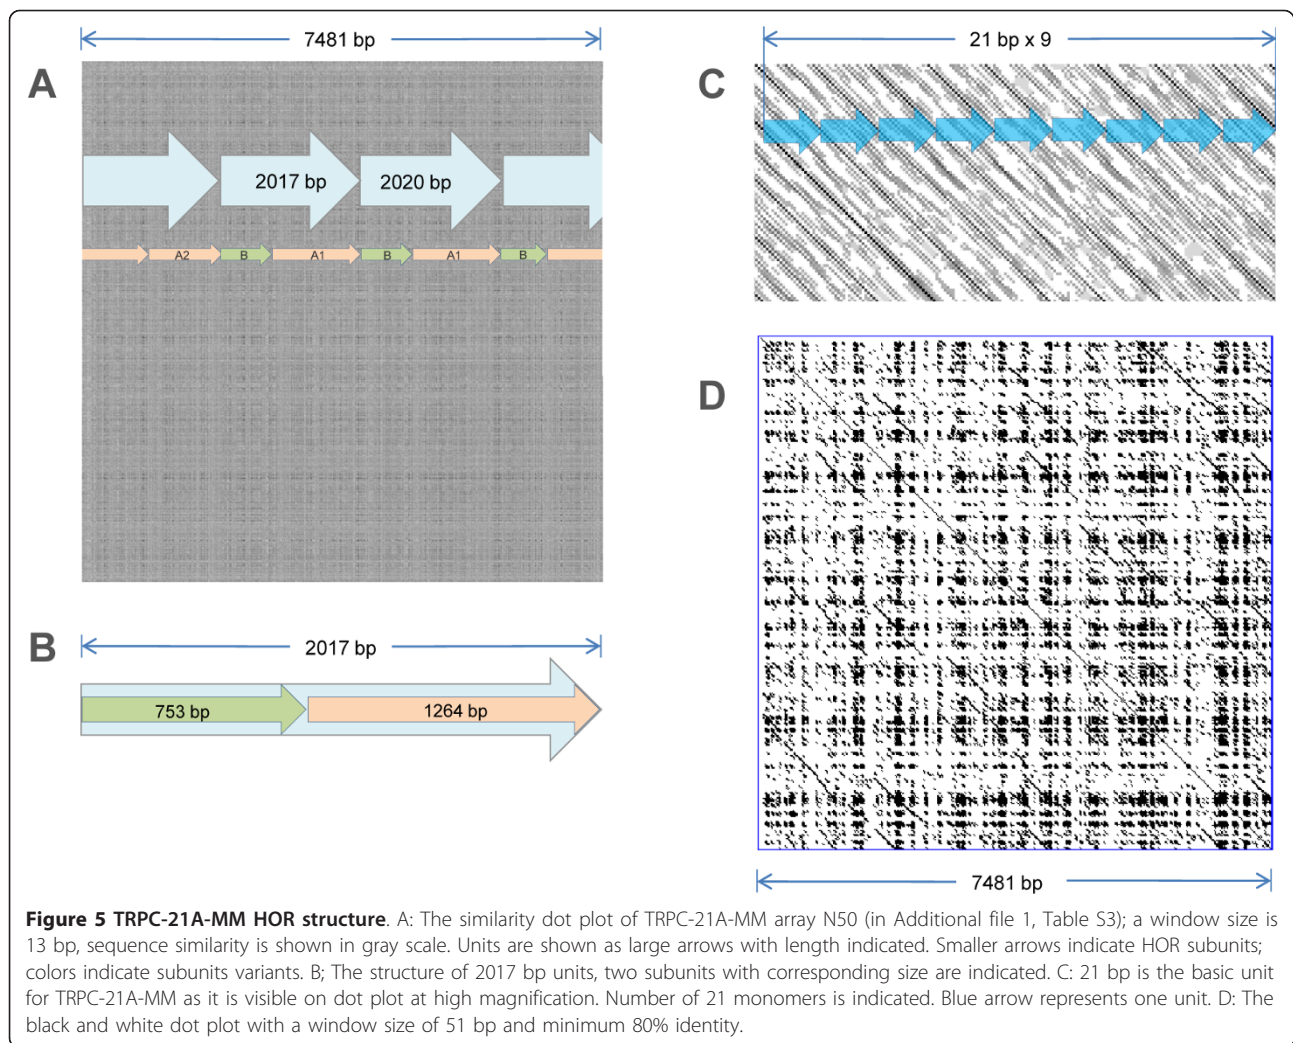 A
7481 bp
2017 bp
2020 bp
A2
B
A1
B
A1
B
B
2017 bp
753 bp
1264 bp
C
21 bp x 9
D
7481 bp
Figure 5 TRPC-21A-MM HOR structure. A: The similarity dot plot of TRPC-21A-MM array N50 (in Additional file 1, Table S3); a window size is
13 bp, sequence similarity is shown in gray scale. Units are shown as large arrows with length indicated. Smaller arrows indicate HOR subunits;
colors indicate subunits variants. B; The structure of 2017 bp units, two subunits with corresponding size are indicated. C: 21 bp is the basic unit
for TRPC-21A-MM as it is visible on dot plot at high magnification. Number of 21 monomers is indicated. Blue arrow represents one unit. D: The
black and white dot plot with a window size of 51 bp and minimum 80% identity.